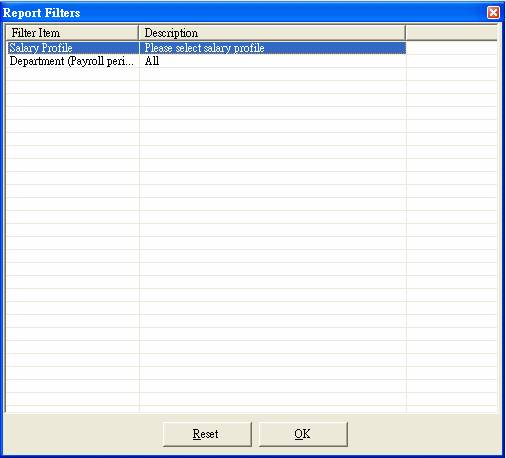 Report Filters
Filter Item Description
Salary Profile Please select salary profile
Department (Payroll peri... All
Reset OK